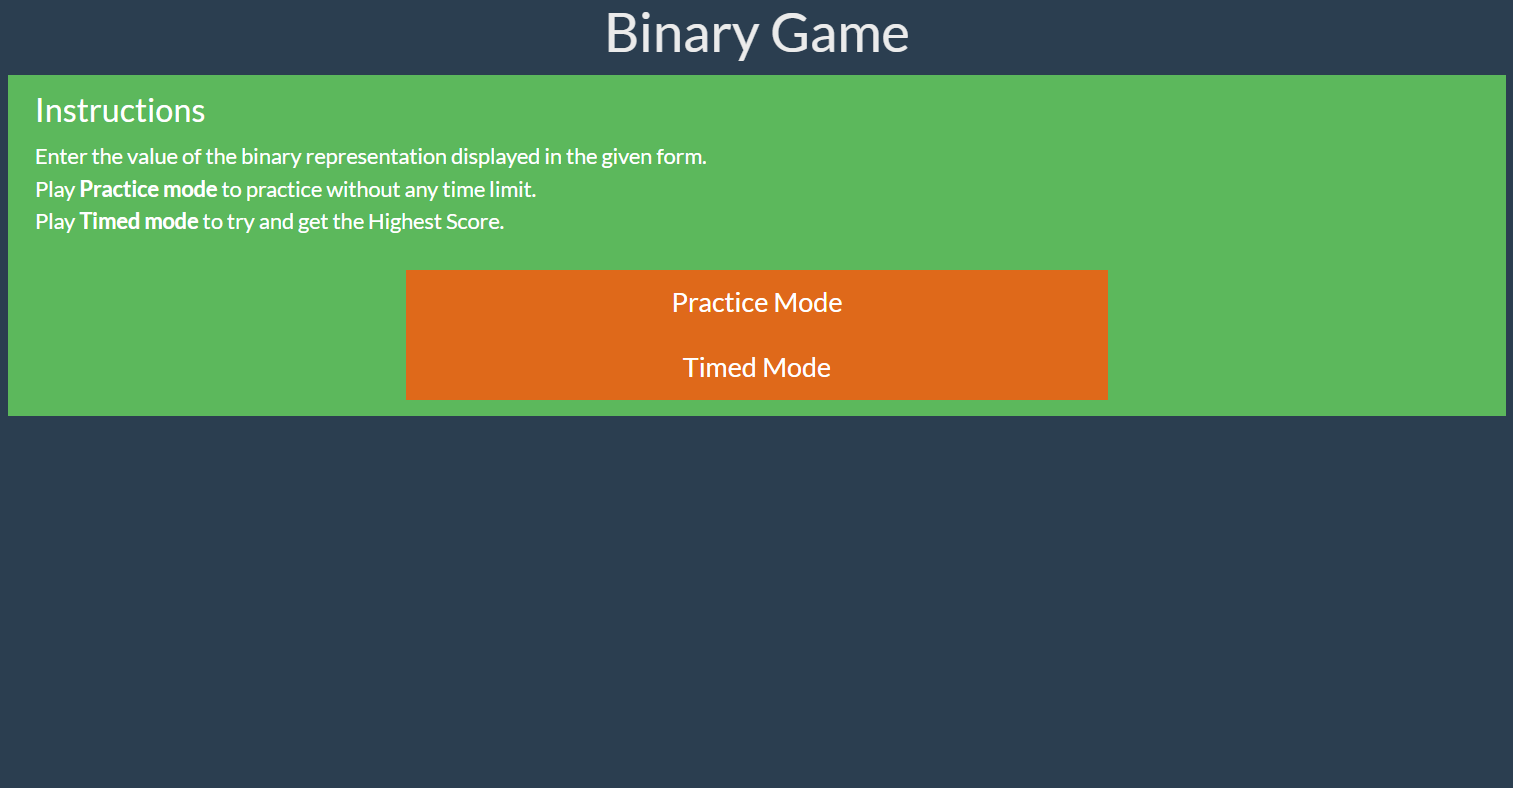 Binary Game
Instructions
Enter the value of the binary representation displayed in the given form.
Play Practice mode to practice without any time limit.
Play Timed mode to try and get the Highest Score.
Practice Mode
Timed Mode